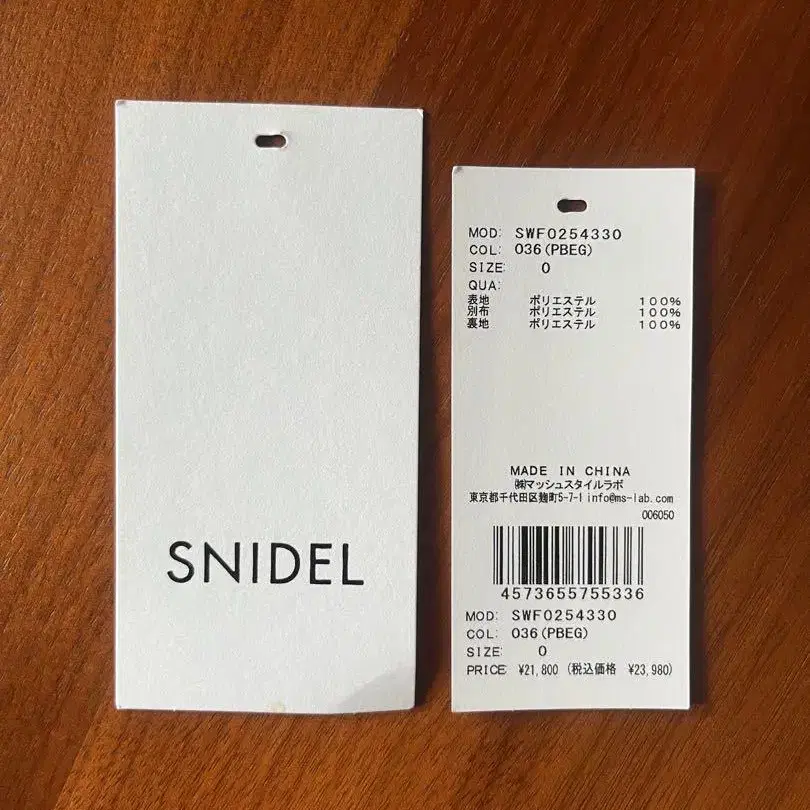 SNIDEL
MOD: SWF0254330
COL: 036(PBEG)
SIZE: 0
QUA:
表地 ポリエステル 100%
別布 ポリエステル 100%
裏地 ポリエステル 100%
MADE IN CHINA
㈱マッシュスタイルラボ
東京都千代田区麹町5-7-1 info@ms-lab.com
006050
4573655755336
MOD: SWF0254330
COL: 036(PBEG)
SIZE: 0
PRICE: ¥21,800 (税込価格 ¥23,980)